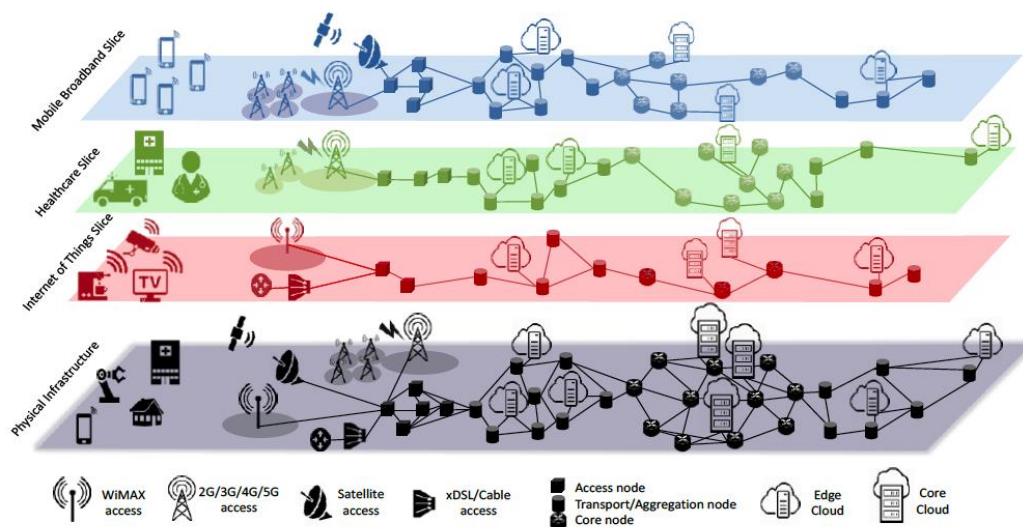 Mobile Broadband Slice
Healthcare Slice
Internet of Things Slice
TV
Physical Infrastructure
WiMAX
access
2G/3G/4G/5G
access
Satellite
access
xDSL/Cable
access
Access node
Transport/Aggregation node
Core node
Edge
Cloud
Core
Cloud